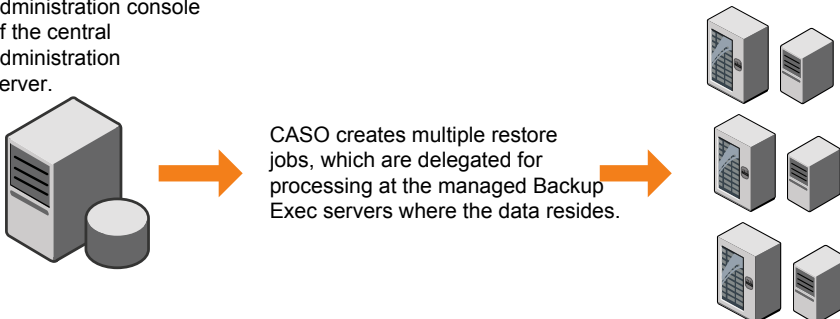 dministration console
f the central
dministration
erver.
CASO creates multiple restore
jobs, which are delegated for
processing at the managed Backup
Exec servers where the data resides.